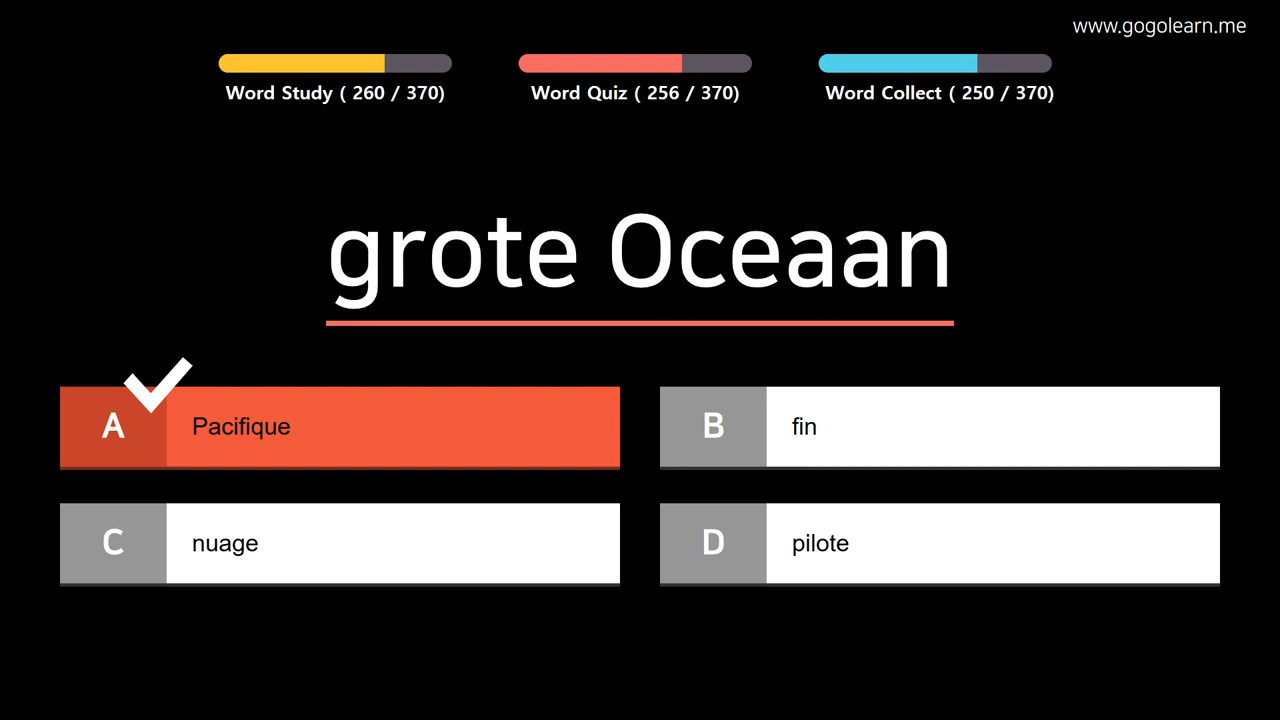 www.gogolearn.me
Word Study ( 260 / 370)
Word Quiz ( 256 / 370)
Word Collect ( 250 / 370)
grote Oceaan
A Pacifique
B fin
C nuage
D pilote